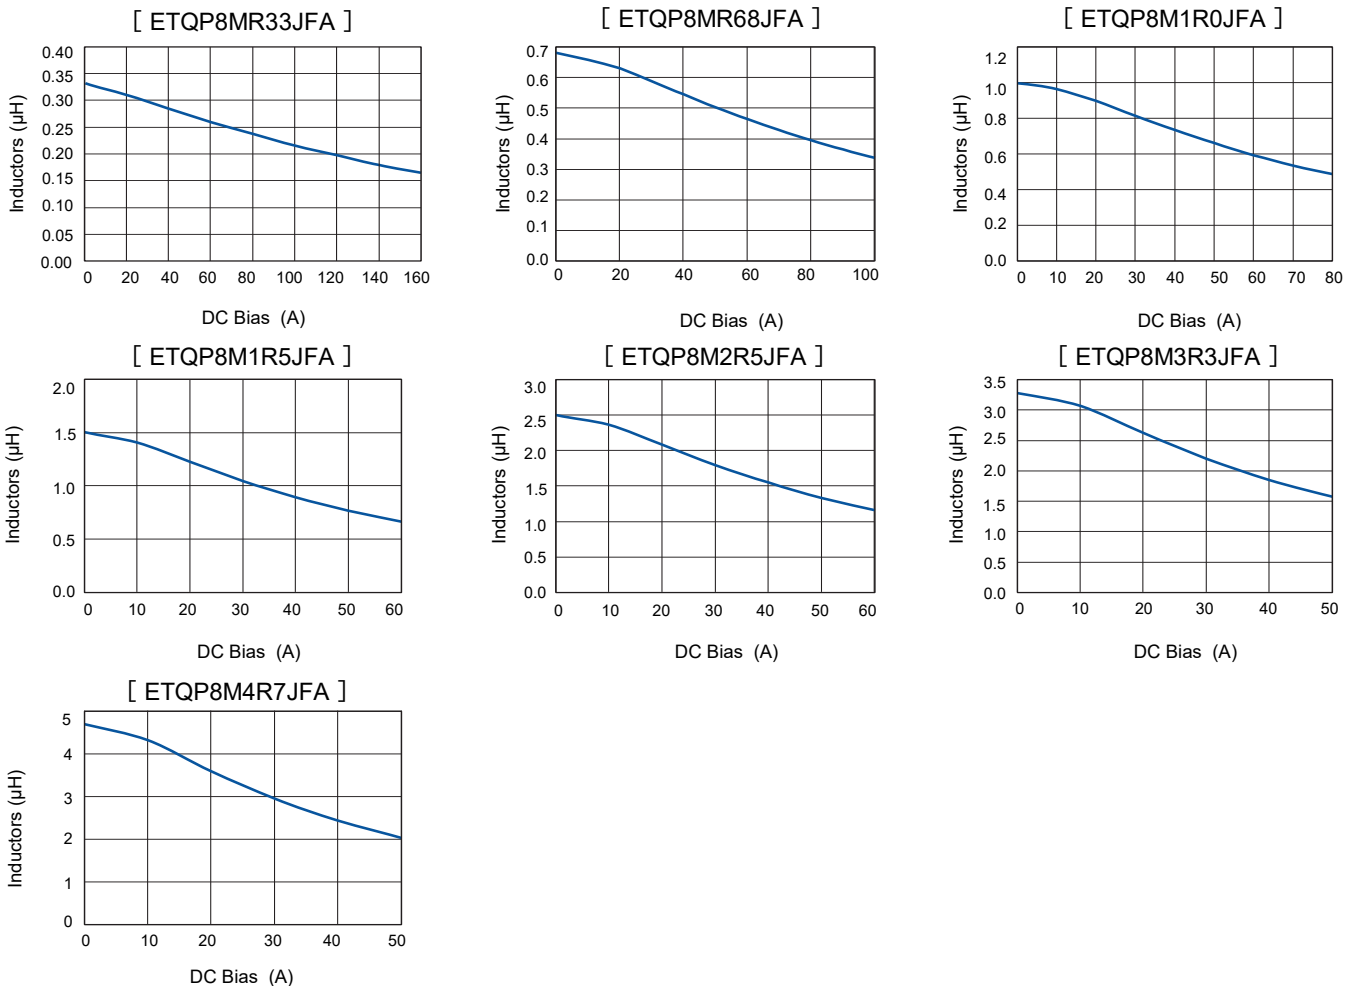 [ ETQP8MR33JFA ]
Inductors (µH)
0.40
0.35
0.30
0.25
0.20
0.15
0.10
0.05
0.00
0 20 40 60 80 100 120 140 160
DC Bias (A)
[ ETQP8MR68JFA ]
Inductors (µH)
0.7
0.6
0.5
0.4
0.3
0.2
0.1
0.0
0 20 40 60 80 100
DC Bias (A)
[ ETQP8M1R0JFA ]
Inductors (µH)
1.2
1.0
0.8
0.6
0.4
0.2
0.0
0 10 20 30 40 50 60 70 80
DC Bias (A)
[ ETQP8M1R5JFA ]
Inductors (µH)
2.0
1.5
1.0
0.5
0.0
0 10 20 30 40 50 60
DC Bias (A)
[ ETQP8M2R5JFA ]
Inductors (µH)
3.0
2.5
2.0
1.5
1.0
0.5
0.0
0 10 20 30 40 50 60
DC Bias (A)
[ ETQP8M3R3JFA ]
Inductors (µH)
3.5
3.0
2.5
2.0
1.5
1.0
0.5
0.0
0 10 20 30 40 50
DC Bias (A)
[ ETQP8M4R7JFA ]
Inductors (µH)
5
4
3
2
1
0
0 10 20 30 40 50
DC Bias (A)